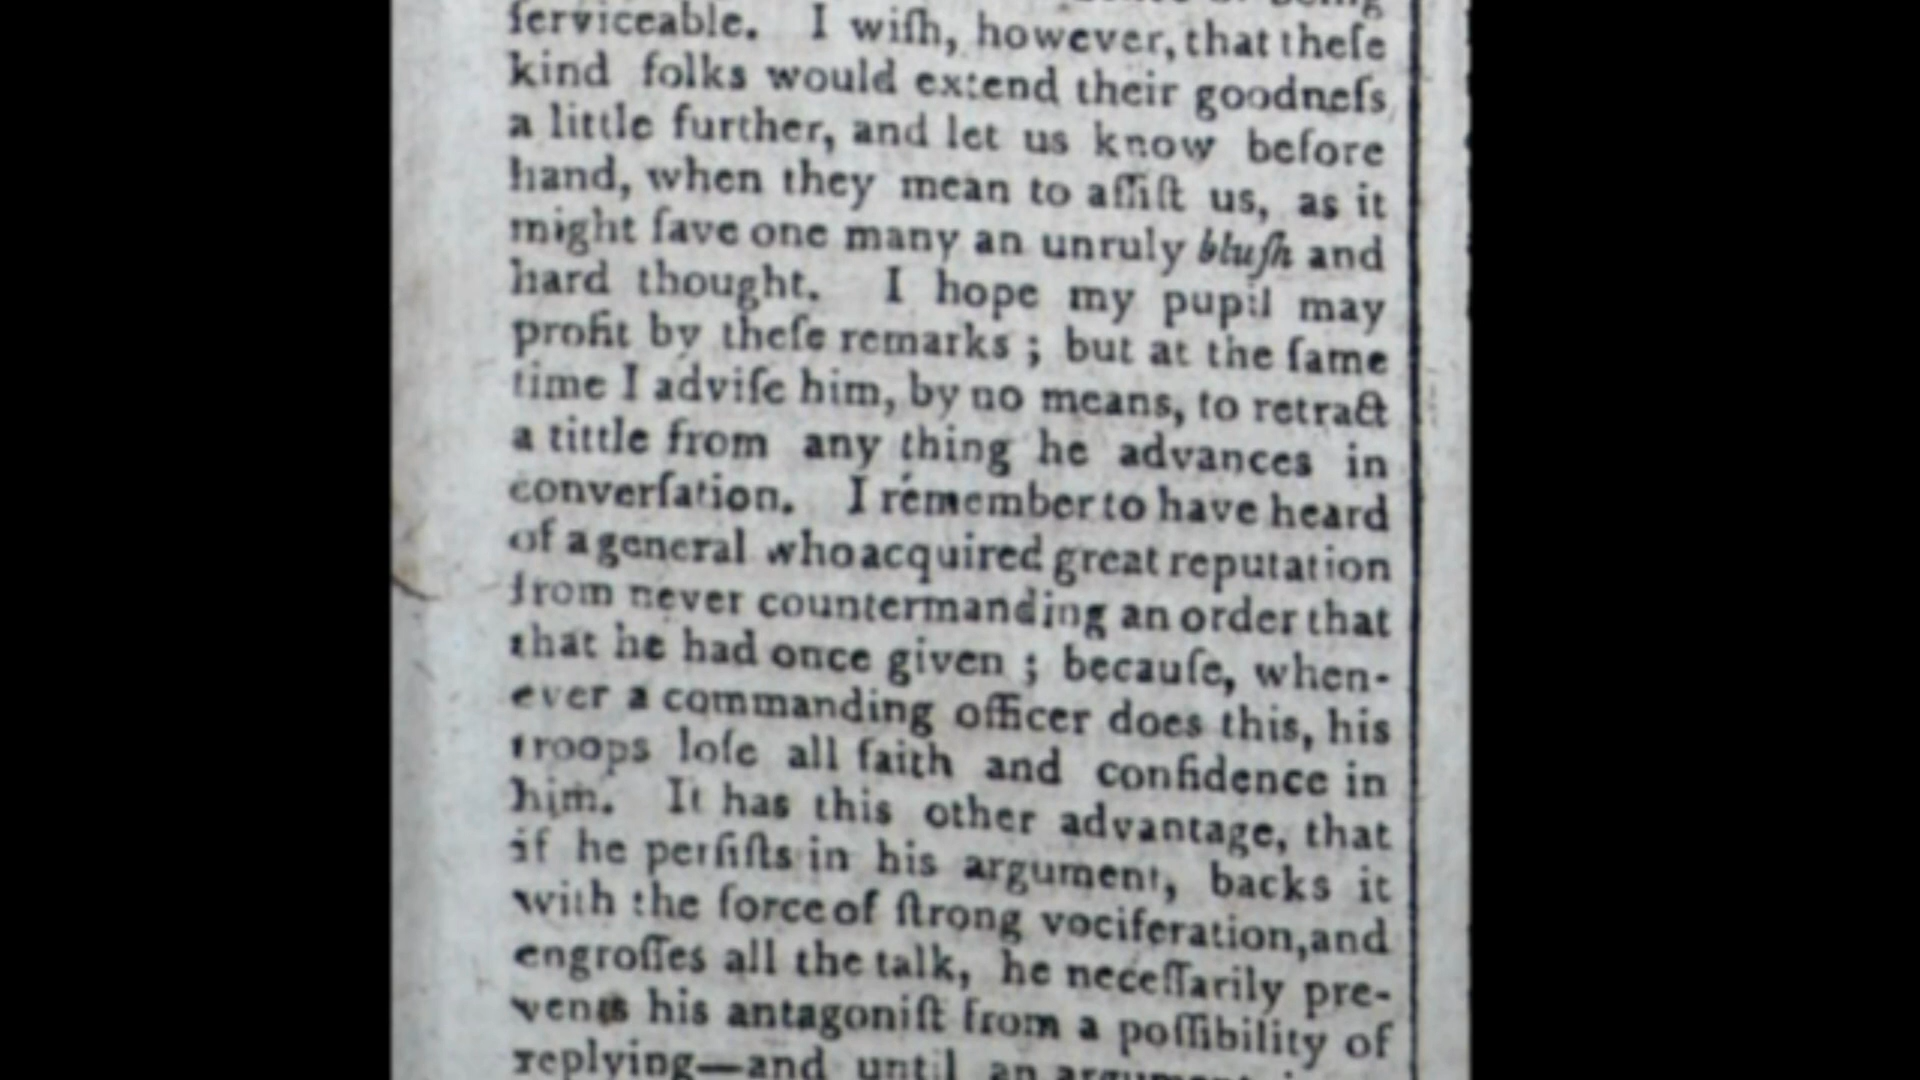 being
ſerviceable. I wiſh, however, that theſe
kind folks would extend their goodneſs
a little further, and let us know before
hand, when they mean to aſſiſt us, as it
might ſave one many an unruly bluſh and
hard thought. I hope my pupil may
profit by theſe remarks ; but at the ſame
time I adviſe him, by no means, to retract
a tittle from any thing he advances in
converſation. I remember to have heard
of a general who acquired great reputation
from never countermanding an order that
that he had once given ; becauſe, when-
ever a commanding officer does this, his
troops loſe all faith and confidence in
him. It has this other advantage, that
if he perſiſts in his argument, backs it
with the force of ſtrong vociferation, and
engroſſes all the talk, he neceſſarily pre-
vents his antagoniſt from a poſſibility of
replying—and until an argument